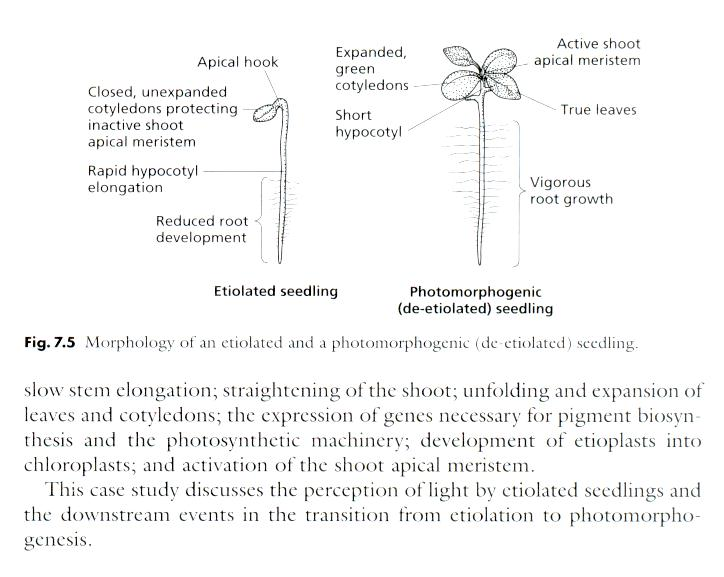 Apical hook
Closed, unexpanded
cotyledons protecting
inactive shoot
apical meristem
Rapid hypocotyl
elongation
Reduced root
development
Etiolated seedling
Expanded,
green
cotyledons
Short
hypocotyl
Active shoot
apical meristem
True leaves
Vigorous
root growth
Photomorphogenic
(de-etiolated) seedling
Fig. 7.5 Morphology of an etiolated and a photomorphogenic (de-etiolated) seedling.
slow stem elongation; straightening of the shoot; unfolding and expansion of
leaves and cotyledons; the expression of genes necessary for pigment biosyn-
thesis and the photosynthetic machinery; development of etioplasts into
chloroplasts; and activation of the shoot apical meristem.
This case study discusses the perception of light by etiolated seedlings and
the downstream events in the transition from etiolation to photomorpho-
genesis.